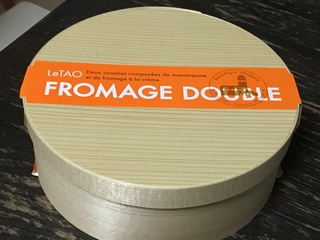 LeTAO
Deux couches composées de mascarpone
et de fromage à la crème.
FROMAGE DOUBLE